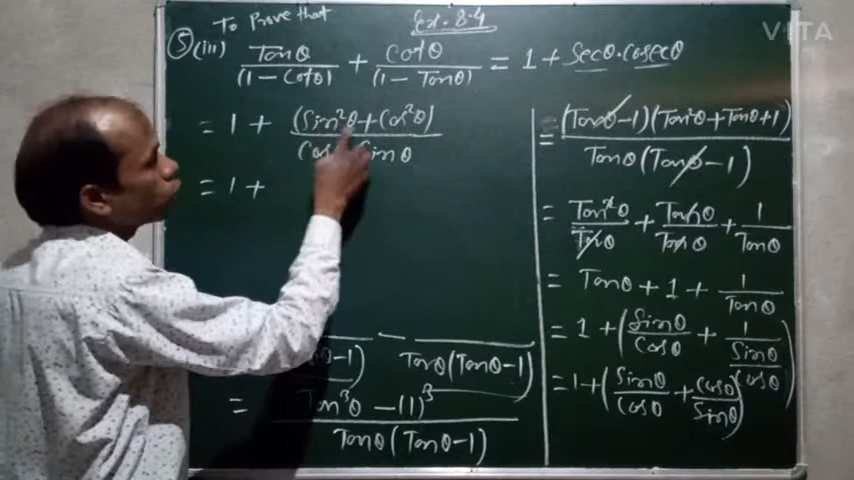 To Prove that
Ex. 8.4
VITA
⑤(iii) Tanθ/(1 - Cotθ) + Cotθ/(1 - Tanθ) = 1 + Secθ.Cosecθ
= 1 + (Sin²θ + Cos²θ)/
= 1 +
Tanθ(Tanθ-1)
= Tan³θ - (1)³ / Tanθ(Tanθ-1)
= (Tanθ-1)(Tan²θ + Tanθ + 1) / Tanθ(Tanθ-1)
= Tan²θ/Tanθ + Tanθ/Tanθ + 1/Tanθ
= Tanθ + 1 + 1/Tanθ
= 1 + (Sinθ/Cosθ + 1/(Sinθ/Cosθ))
= 1 + (Sinθ/Cosθ + Cosθ/Sinθ)